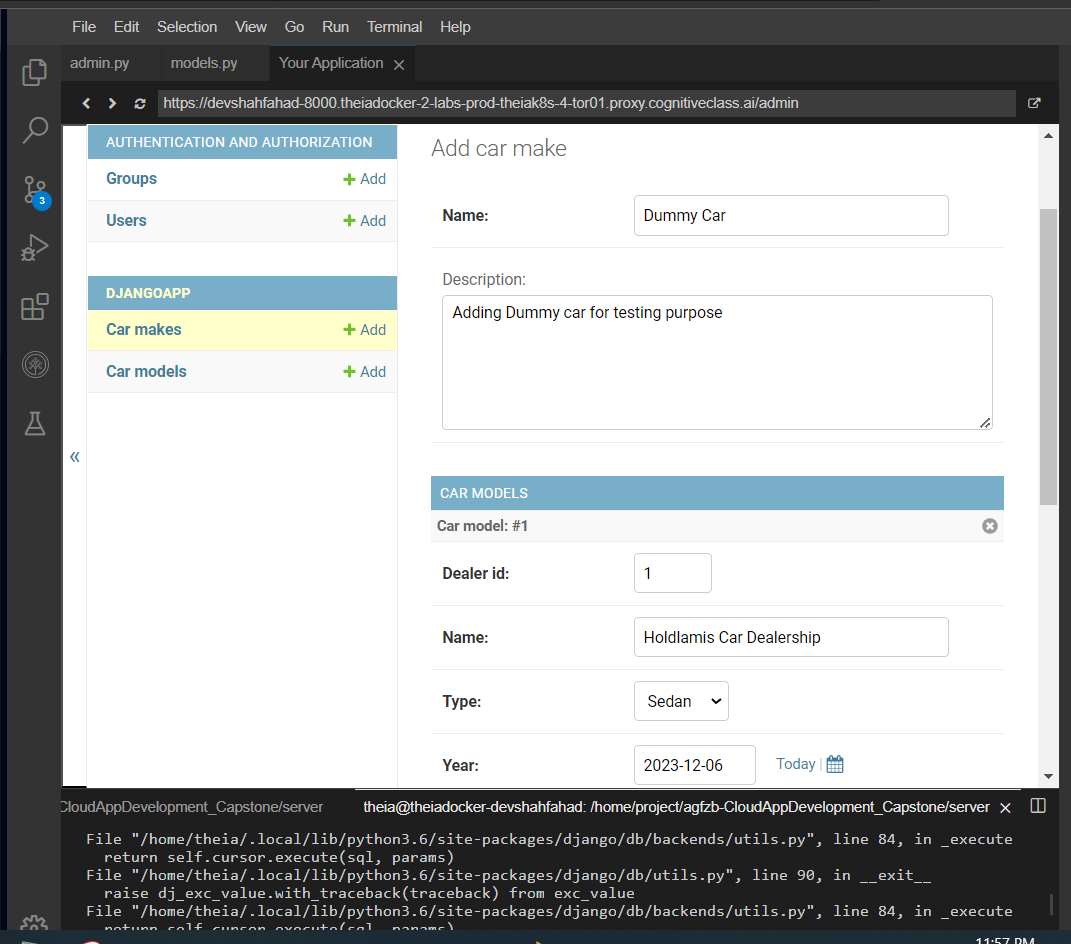 File Edit Selection View Go Run Terminal Help
admin.py models.py Your Application
https://devshahfahad-8000.theiadocker-2-labs-prod-theiak8s-4-tor01.proxy.cognitiveclass.ai/admin
3
AUTHENTICATION AND AUTHORIZATION
Groups + Add
Users + Add
DJANGOAPP
Car makes + Add
Car models + Add
«
Add car make
Name: Dummy Car
Description:
Adding Dummy car for testing purpose
CAR MODELS
Car model: #1
Dealer id: 1
Name: Holdlamis Car Dealership
Type: Sedan
Year: 2023-12-06 Today |
CloudAppDevelopment_Capstone/server theia@theiadocker-devshahfahad: /home/project/agfzb-CloudAppDevelopment_Capstone/server
File "/home/theia/.local/lib/python3.6/site-packages/django/db/backends/utils.py", line 84, in _execute
return self.cursor.execute(sql, params)
File "/home/theia/.local/lib/python3.6/site-packages/django/db/utils.py", line 90, in __exit__
raise dj_exc_value.with_traceback(traceback) from exc_value
File "/home/theia/.local/lib/python3.6/site-packages/django/db/backends/utils.py", line 84, in _execute
return self.cursor.execute(sql, params)
11:57 PM